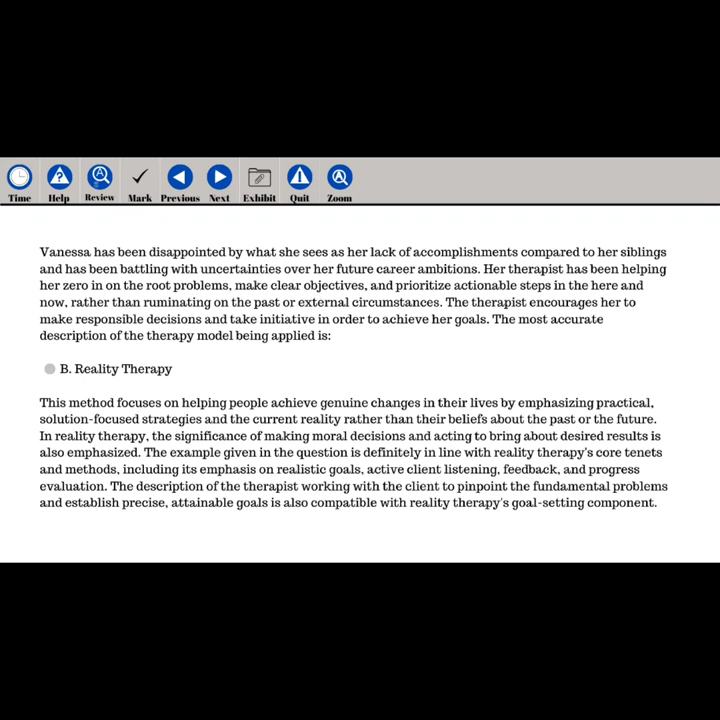 Time Help Review Mark Previous Next Exhibit Quit Zoom
Vanessa has been disappointed by what she sees as her lack of accomplishments compared to her siblings
and has been battling with uncertainties over her future career ambitions. Her therapist has been helping
her zero in on the root problems, make clear objectives, and prioritize actionable steps in the here and
now, rather than ruminating on the past or external circumstances. The therapist encourages her to
make responsible decisions and take initiative in order to achieve her goals. The most accurate
description of the therapy model being applied is:
B. Reality Therapy
This method focuses on helping people achieve genuine changes in their lives by emphasizing practical,
solution-focused strategies and the current reality rather than their beliefs about the past or the future.
In reality therapy, the significance of making moral decisions and acting to bring about desired results is
also emphasized. The example given in the question is definitely in line with reality therapy's core tenets
and methods, including its emphasis on realistic goals, active client listening, feedback, and progress
evaluation. The description of the therapist working with the client to pinpoint the fundamental problems
and establish precise, attainable goals is also compatible with reality therapy's goal-setting component.